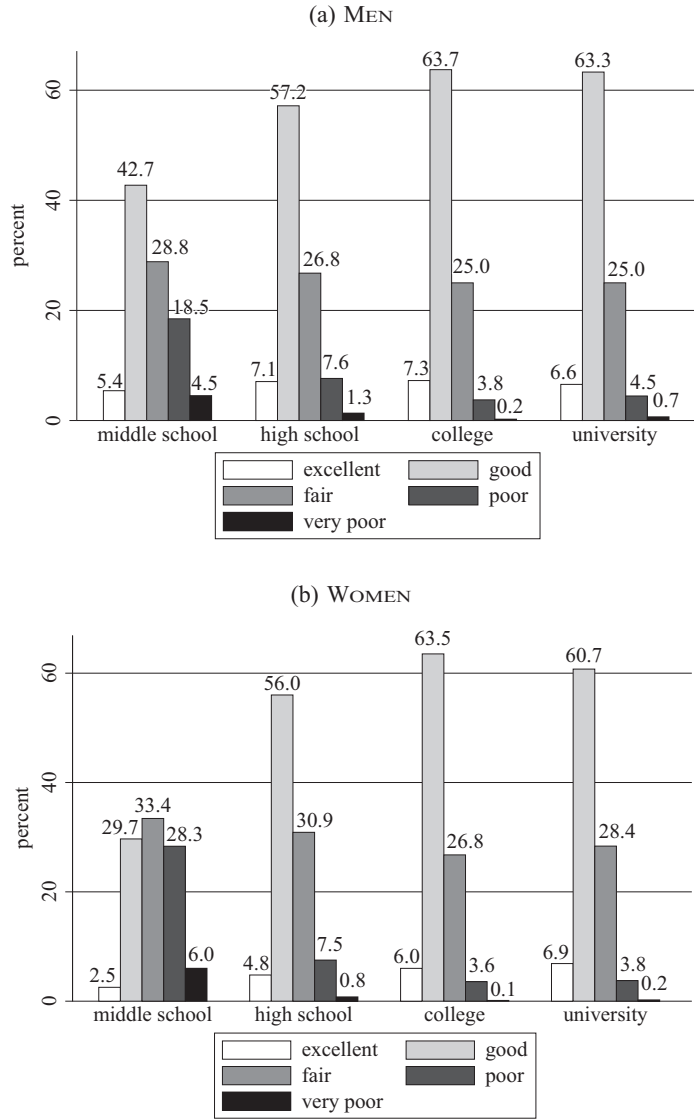 (a) MEN
percent
60
40
20
0
5.4 42.7 28.8 18.5 4.5
7.1 57.2 26.8 7.6 1.3
7.3 63.7 25.0 3.8 0.2
6.6 63.3 25.0 4.5 0.7
middle school high school college university
excellent good
fair poor
very poor
(b) WOMEN
percent
60
40
20
0
2.5 29.7 33.4 28.3 6.0
4.8 56.0 30.9 7.5 0.8
6.0 63.5 26.8 3.6 0.1
6.9 60.7 28.4 3.8 0.2
middle school high school college university
excellent good
fair poor
very poor